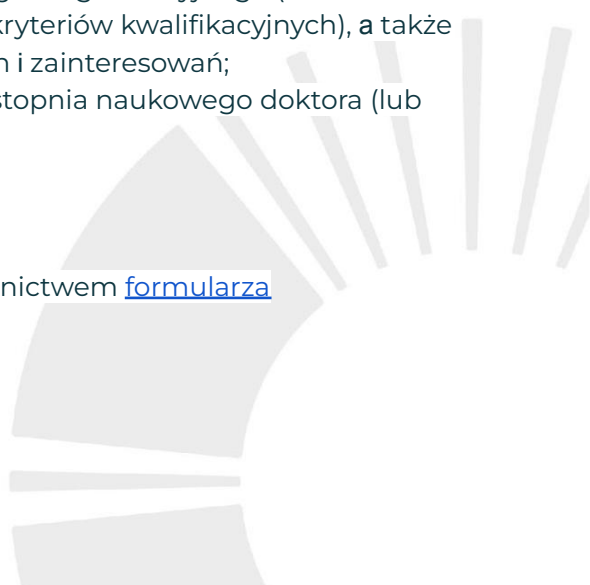 kryteriów kwalifikacyjnych), a także
i zainteresowań;
stopnia naukowego doktora (lub
nictwem formularza